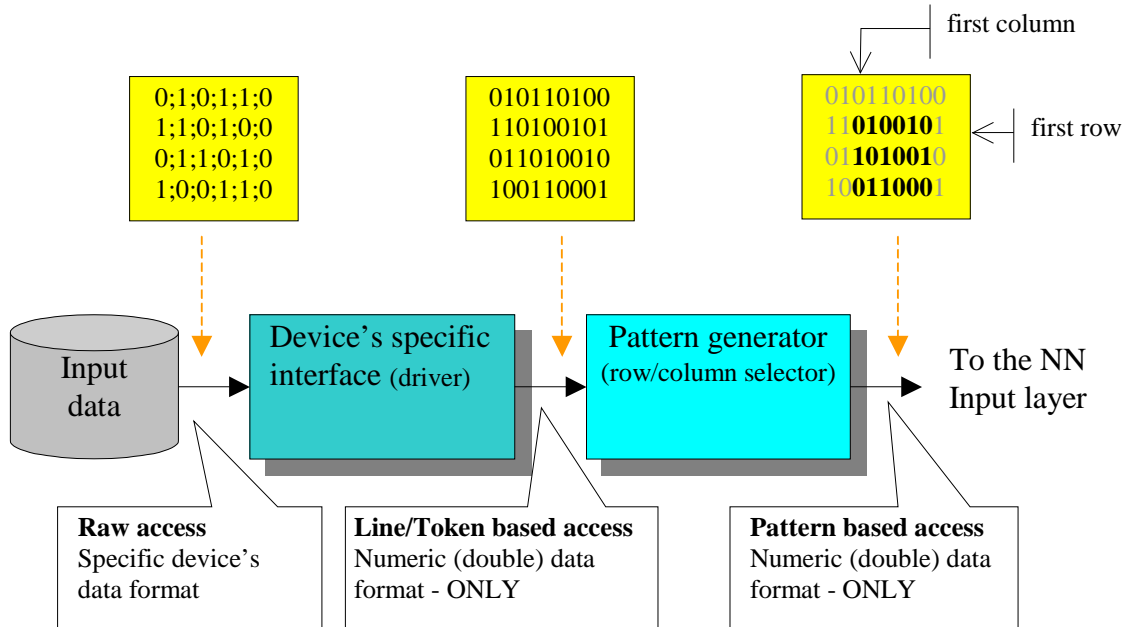 first column
0;1;0;1;1;0
1;1;0;1;0;0
0;1;1;0;1;0
1;0;0;1;1;0
010110100
110100101
011010010
100110001
010110100
110100101
011010010
100110001
first row
Input
data
Device’s specific
interface (driver)
Pattern generator
(row/column selector)
To the NN
Input layer
Raw access
Specific device’s
data format
Line/Token based access
Numeric (double) data
format - ONLY
Pattern based access
Numeric (double) data
format - ONLY